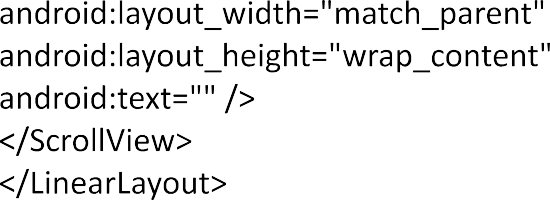 android:layout_width="match_parent"
android:layout_height="wrap_content"
android:text="" />
</ScrollView>
</LinearLayout>